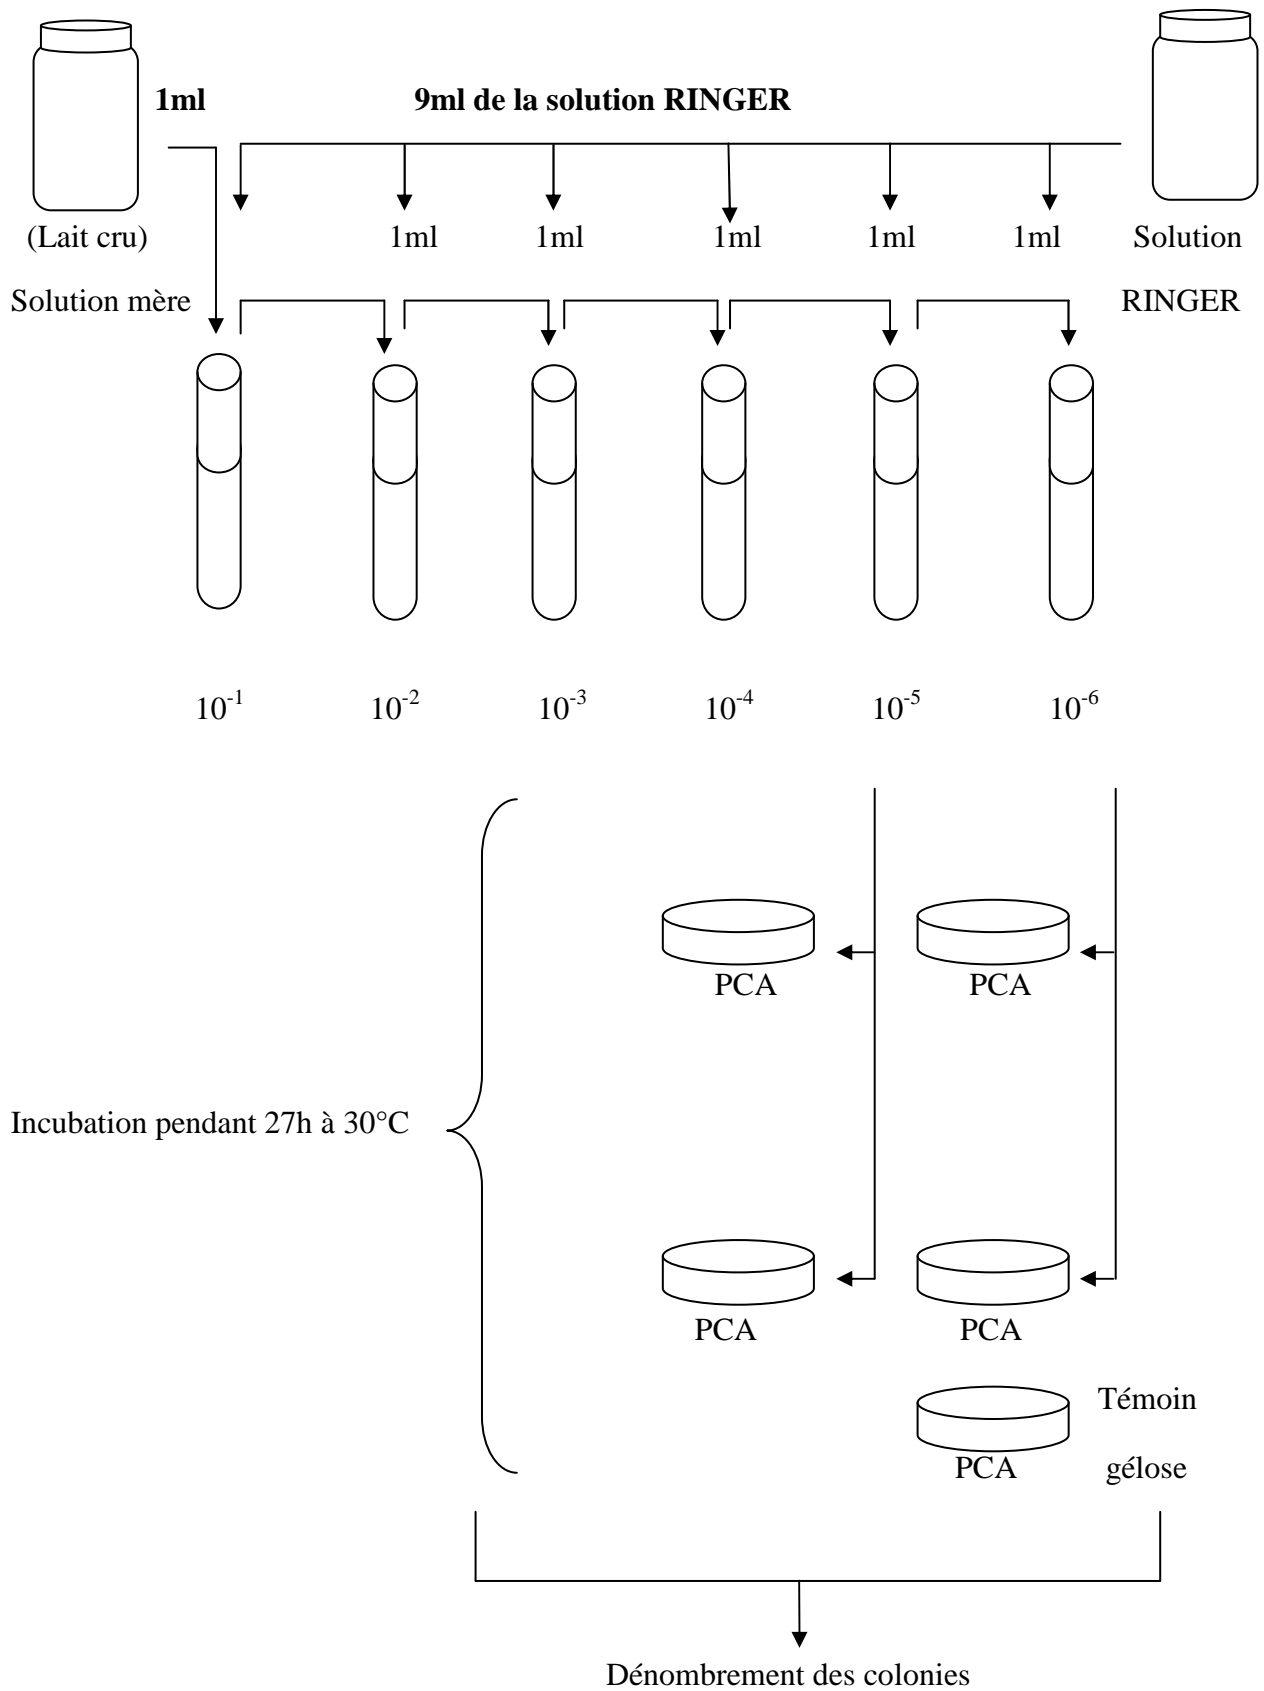 1ml 9ml de la solution RINGER
(Lait cru) 1ml 1ml 1ml 1ml 1ml Solution
Solution mère RINGER
10-1 10-2 10-3 10-4 10-5 10-6
PCA PCA
Incubation pendant 27h à 30°C
PCA PCA
Témoin
PCA gélose
Dénombrement des colonies